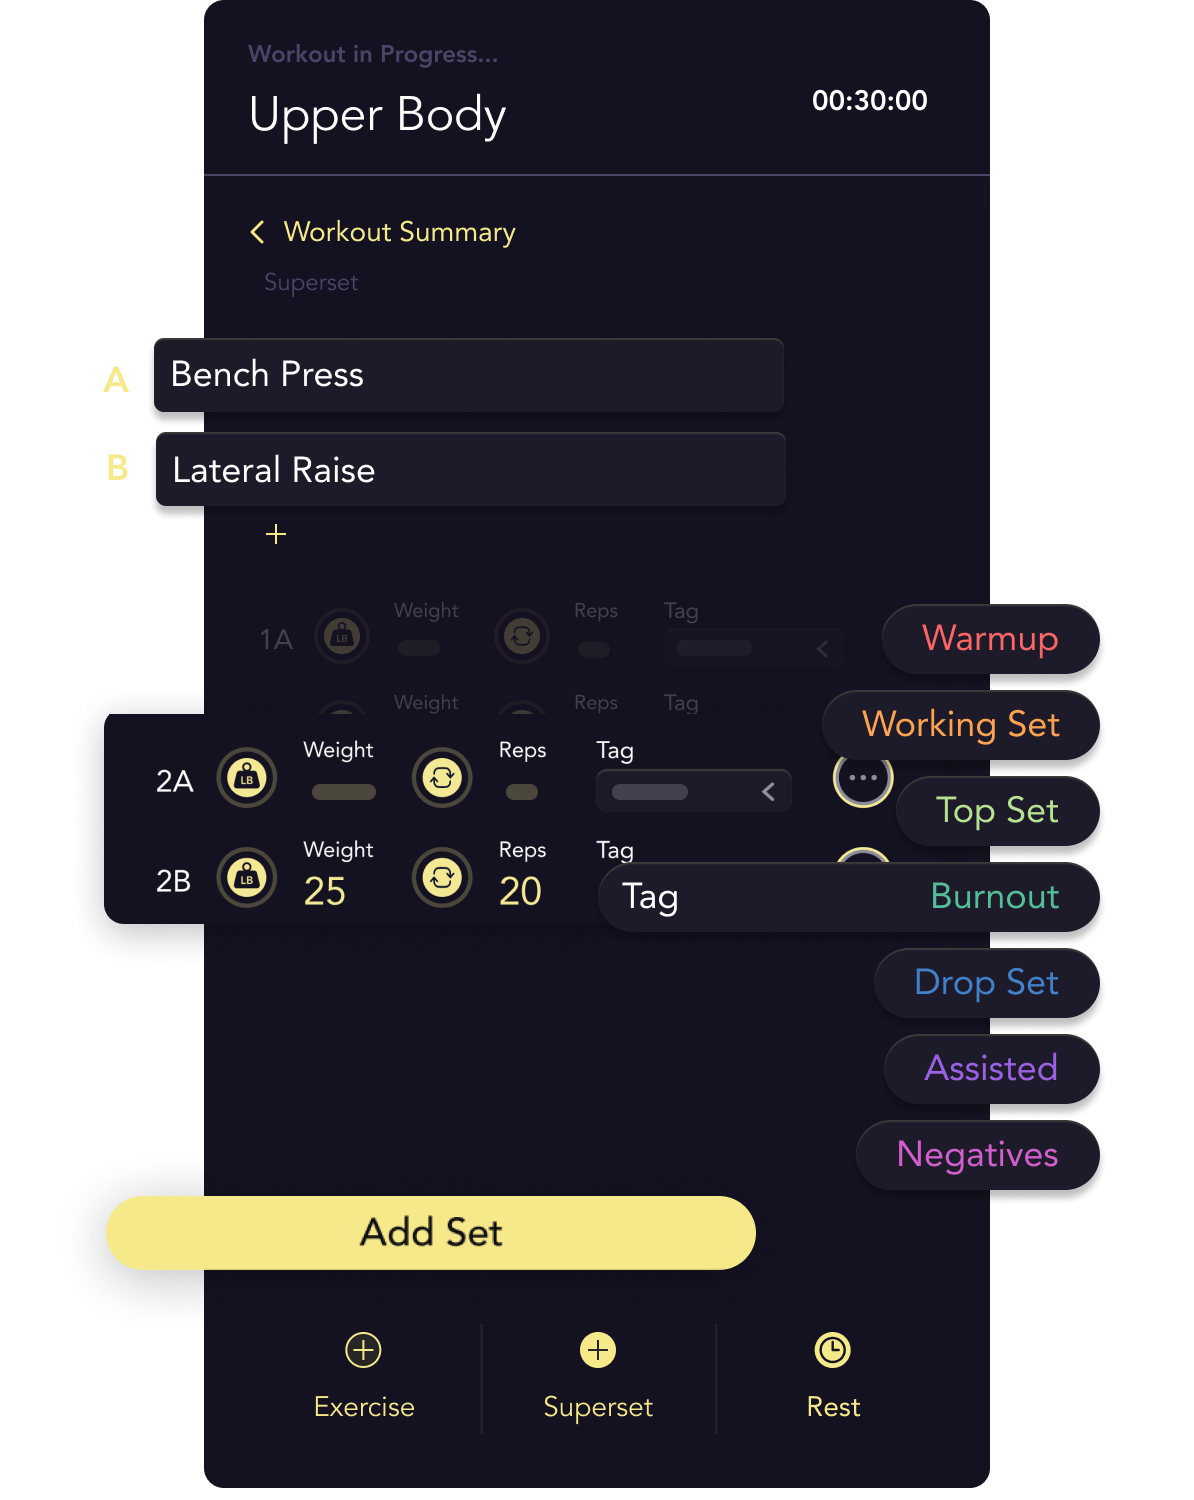 Workout in Progress...
Upper Body
00:30:00
Workout Summary
Superset
A
Bench Press
B
Lateral Raise
+
1A
LB
Weight
Reps
Tag
Weight
Reps
Tag
Warmup
Working Set
Top Set
2A
LB
Weight
Reps
Tag
2B
LB
Weight
25
Reps
20
Tag
Tag
Burnout
Drop Set
Assisted
Negatives
Add Set
Exercise
Superset
Rest